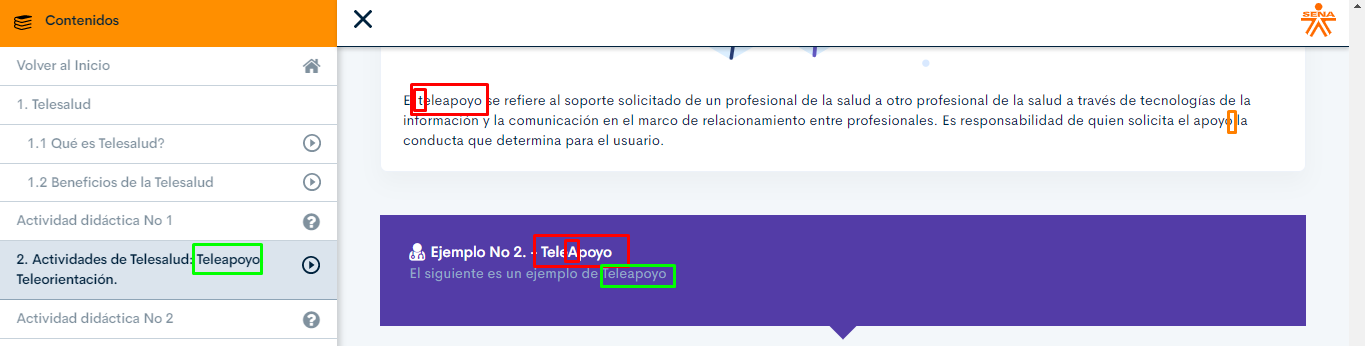 Contenidos
SENA
Volver al Inicio
1. Telesalud
1.1 Qué es Telesalud?
1.2 Beneficios de la Telesalud
Actividad didáctica No 1
2. Actividades de Telesalud: Teleapoyo
Teleorientación.
Actividad didáctica No 2
El teleapoyo se refiere al soporte solicitado de un profesional de la salud a otro profesional de la salud a través de tecnologías de la
información y la comunicación en el marco de relacionamiento entre profesionales. Es responsabilidad de quien solicita el apoyo la
conducta que determina para el usuario.
Ejemplo No 2. - TeleApoyo
El siguiente es un ejemplo de Teleapoyo